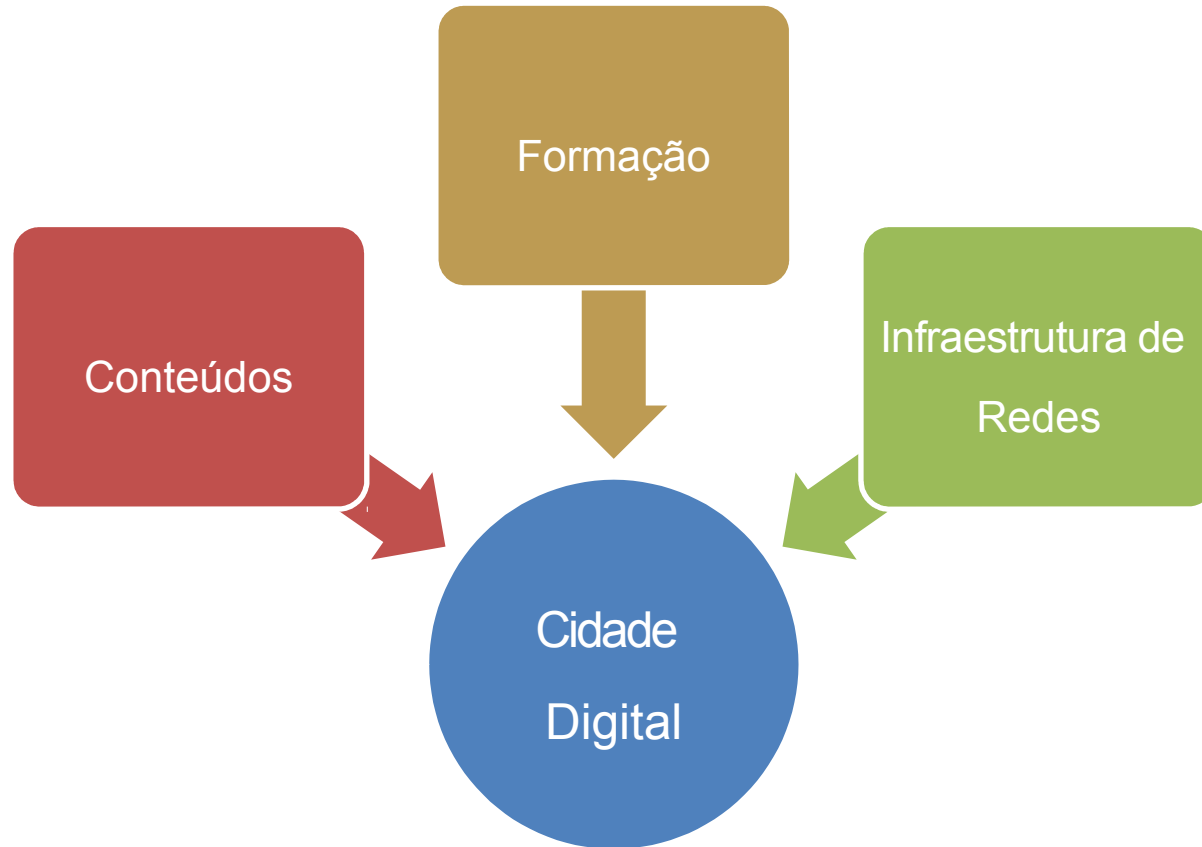 Formação
Conteúdos
Infraestrutura de
Redes
Cidade
Digital